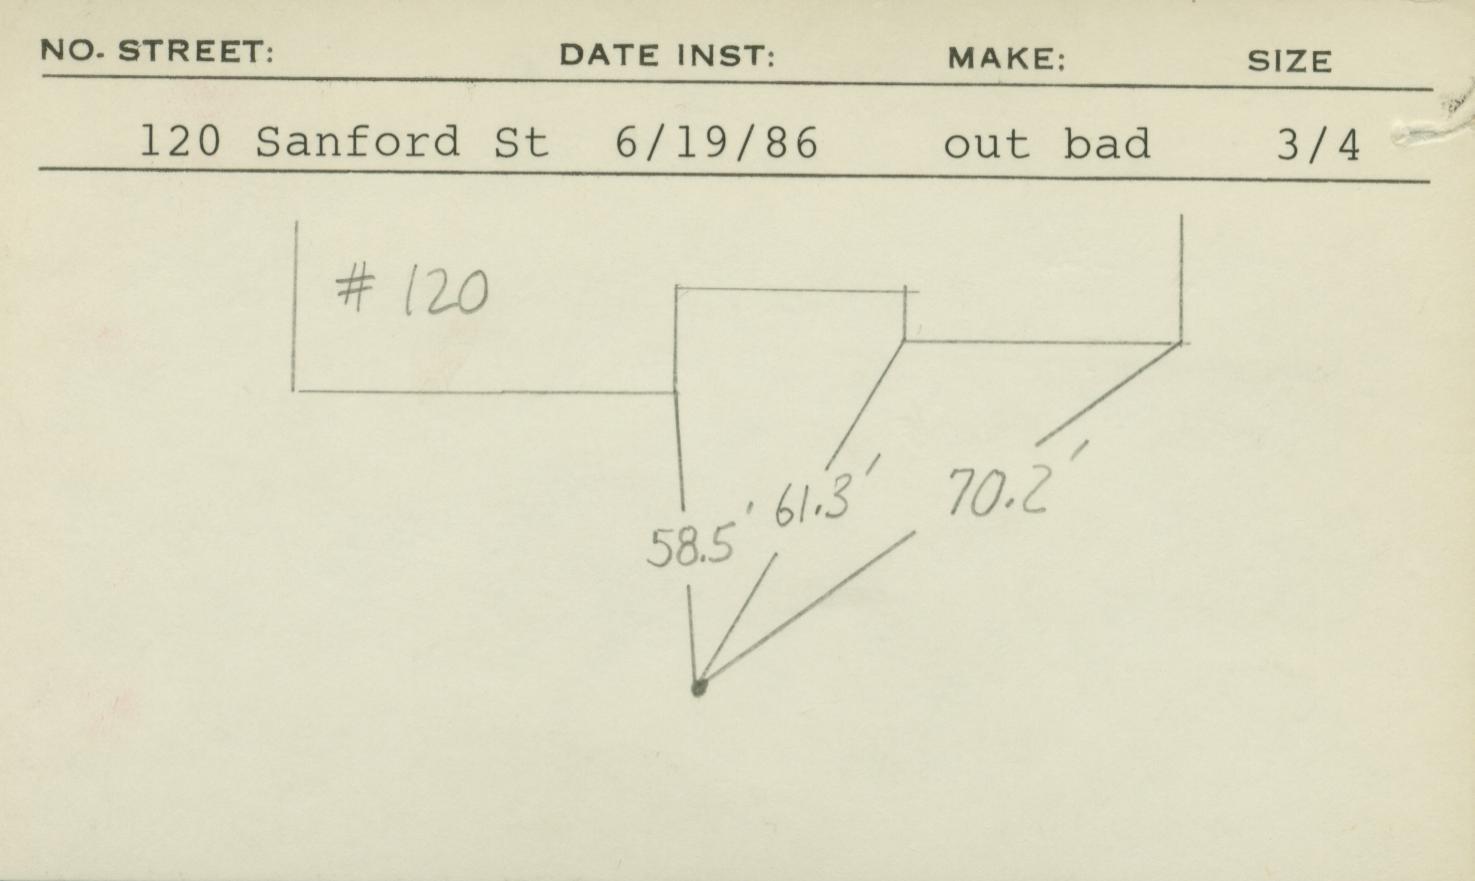 NO. STREET: DATE INST: MAKE: SIZE
120 Sanford St 6/19/86 out bad 3/4
# 120
58.5' 61.3' 70.2'